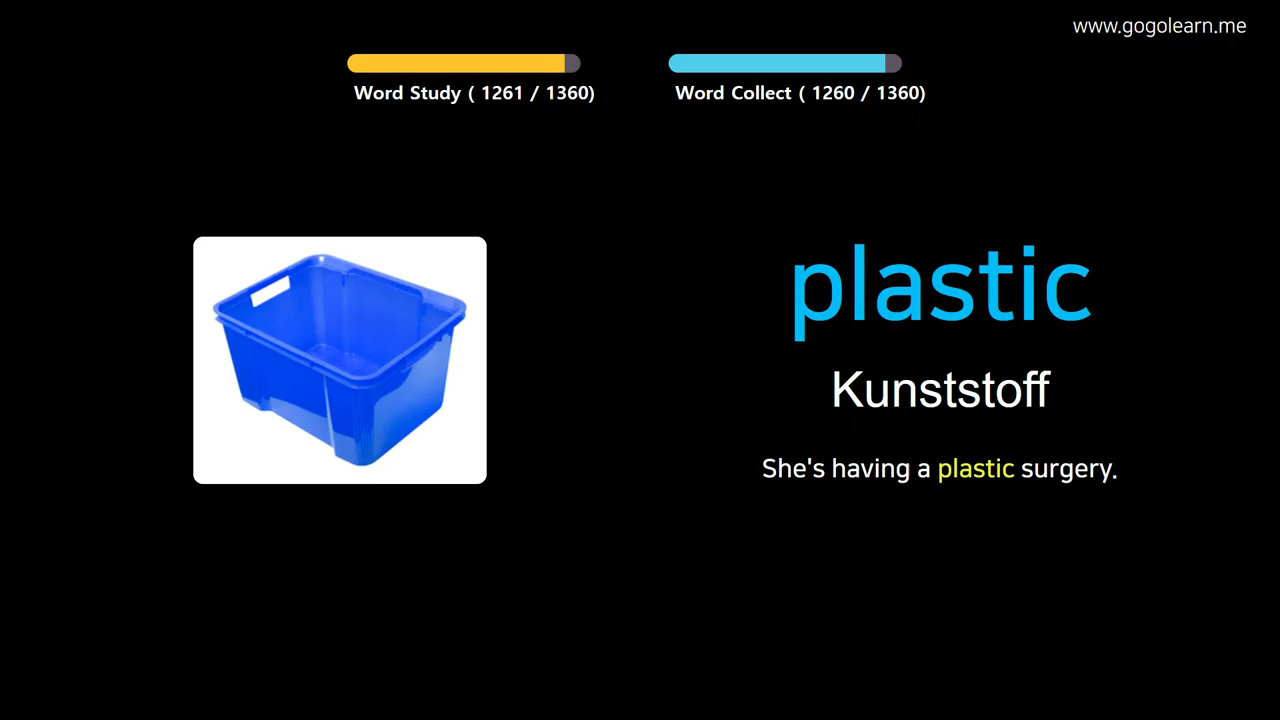 www.gogolearn.me
Word Study ( 1261 / 1360)
Word Collect ( 1260 / 1360)
plastic
Kunststoff
She's having a plastic surgery.